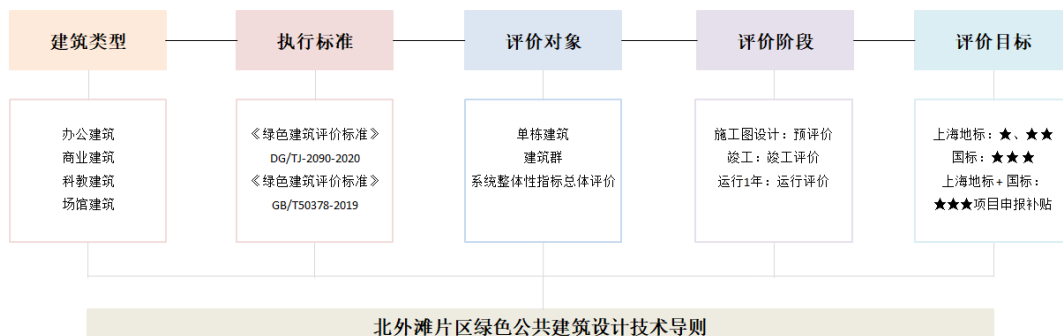 建筑类型
执行标准
评价对象
评价阶段
评价目标
办公建筑
商业建筑
科教建筑
场馆建筑
《绿色建筑评价标准》
DG/TJ-2090-2020
《绿色建筑评价标准》
GB/T50378-2019
单栋建筑
建筑群
系统整体性指标总体评价
施工图设计：预评价
竣工：竣工评价
运行1年：运行评价
上海地标：★、★★
国标：★★★
上海地标+国标：
★★★项目申报补贴
北外滩片区绿色公共建筑设计技术导则